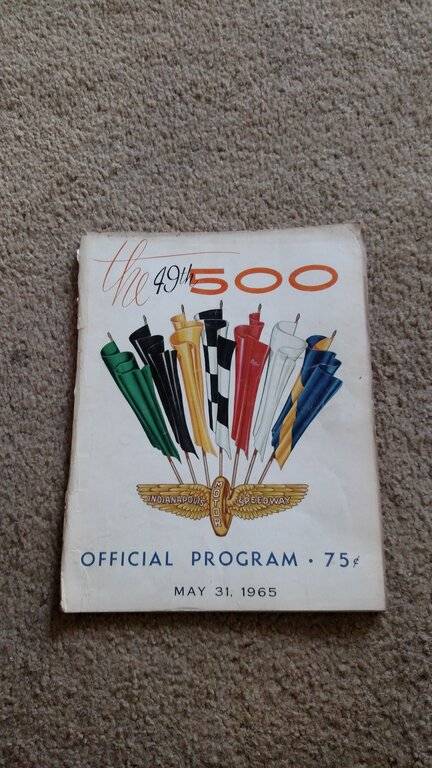 the 49th 500
INDIANAPOLIS MOTOR SPEEDWAY
OFFICIAL PROGRAM • 75¢
MAY 31, 1965